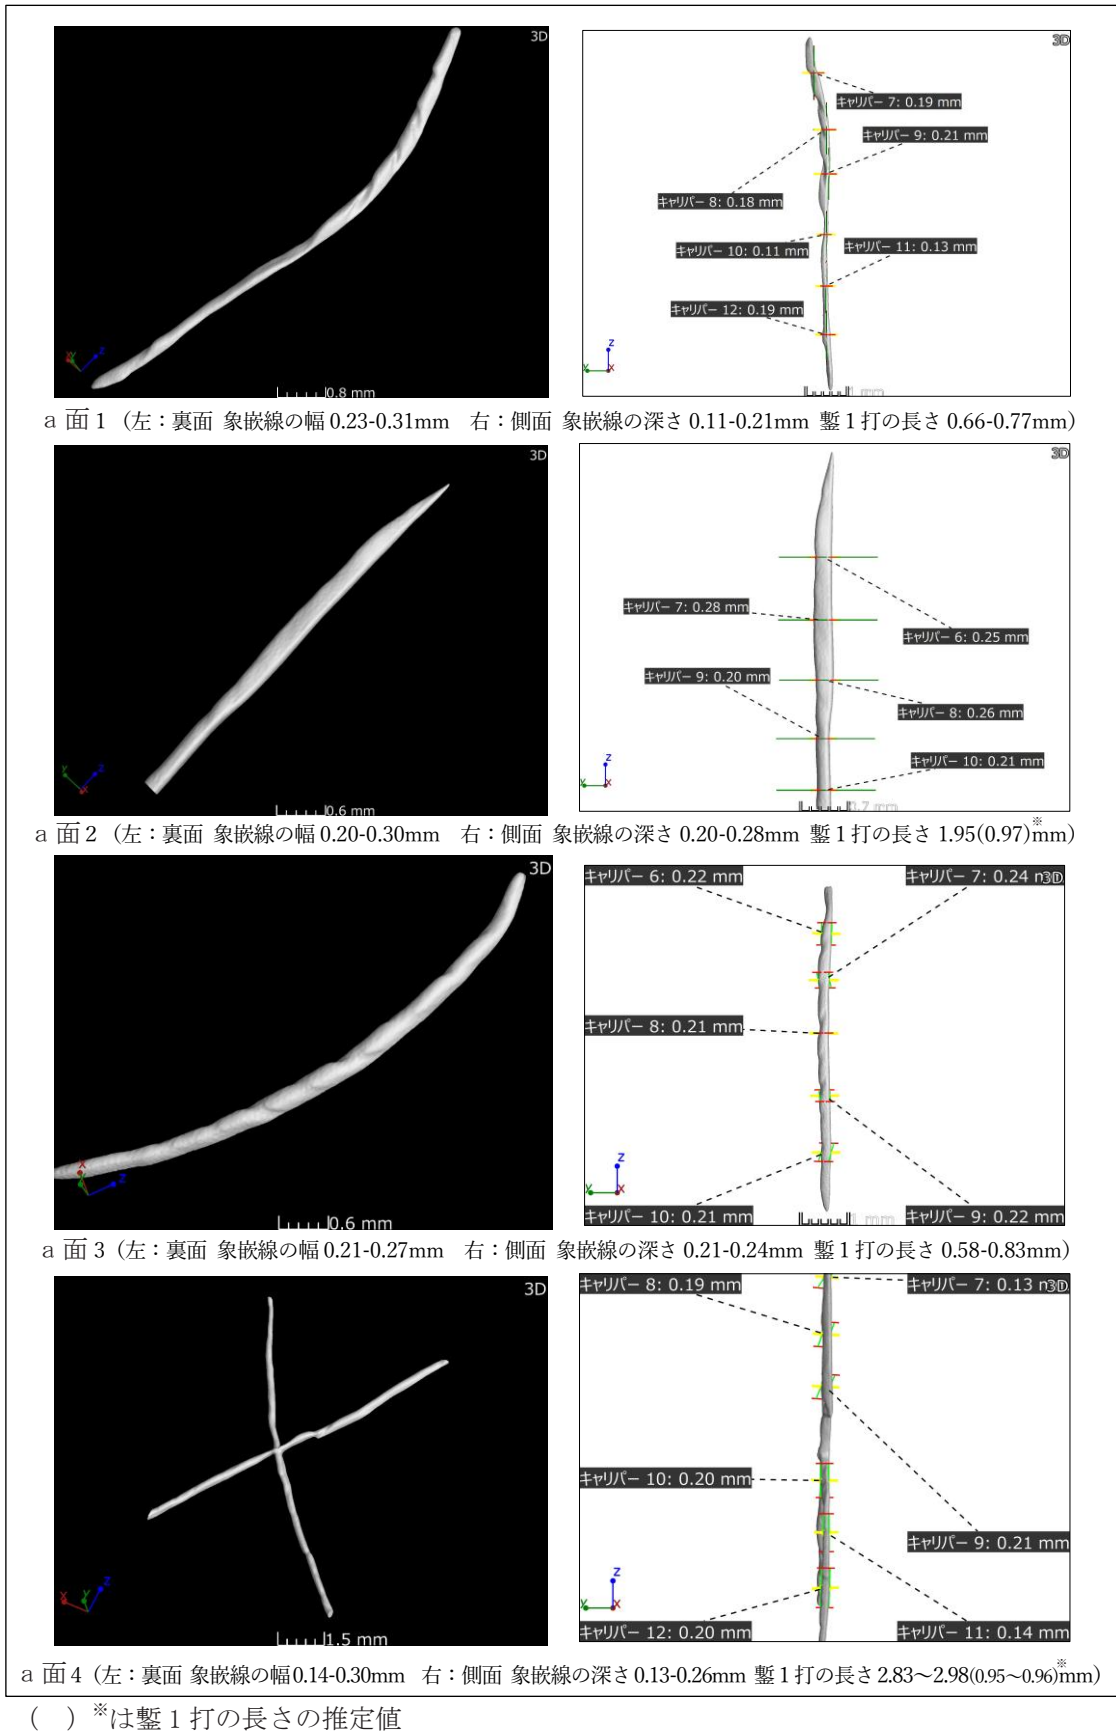 3D
3D
キャリパー 7: 0.19 mm
キャリパー 9: 0.21 mm
キャリパー 8: 0.18 mm
キャリパー 10: 0.11 mm
キャリパー 11: 0.13 mm
キャリパー 12: 0.19 mm
0.8 mm
1 mm
a 面 1 (左：裏面 象嵌線の幅 0.23-0.31mm 右：側面 象嵌線の深さ 0.11-0.21mm 鏨 1 打の長さ 0.66-0.77mm)
3D
3D
キャリパー 7: 0.28 mm
キャリパー 6: 0.25 mm
キャリパー 9: 0.20 mm
キャリパー 8: 0.26 mm
キャリパー 10: 0.21 mm
0.6 mm
0.7 mm
a 面 2 (左：裏面 象嵌線の幅 0.20-0.30mm 右：側面 象嵌線の深さ 0.20-0.28mm 鏨 1 打の長さ 1.95(0.97)※mm)
3D
キャリパー 6: 0.22 mm
キャリパー 7: 0.24 mm
3D
キャリパー 8: 0.21 mm
キャリパー 10: 0.21 mm
キャリパー 9: 0.22 mm
0.6 mm
1 mm
a 面 3 (左：裏面 象嵌線の幅 0.21-0.27mm 右：側面 象嵌線の深さ 0.21-0.24mm 鏨 1 打の長さ 0.58-0.83mm)
3D
キャリパー 8: 0.19 mm
キャリパー 7: 0.13 mm
3D
キャリパー 10: 0.20 mm
キャリパー 9: 0.21 mm
キャリパー 12: 0.20 mm
キャリパー 11: 0.14 mm
1.5 mm
a 面 4 (左：裏面 象嵌線の幅 0.14-0.30mm 右：側面 象嵌線の深さ 0.13-0.26mm 鏨 1 打の長さ 2.83～2.98(0.95～0.96)※mm)
( )※は鏨 1 打の長さの推定値